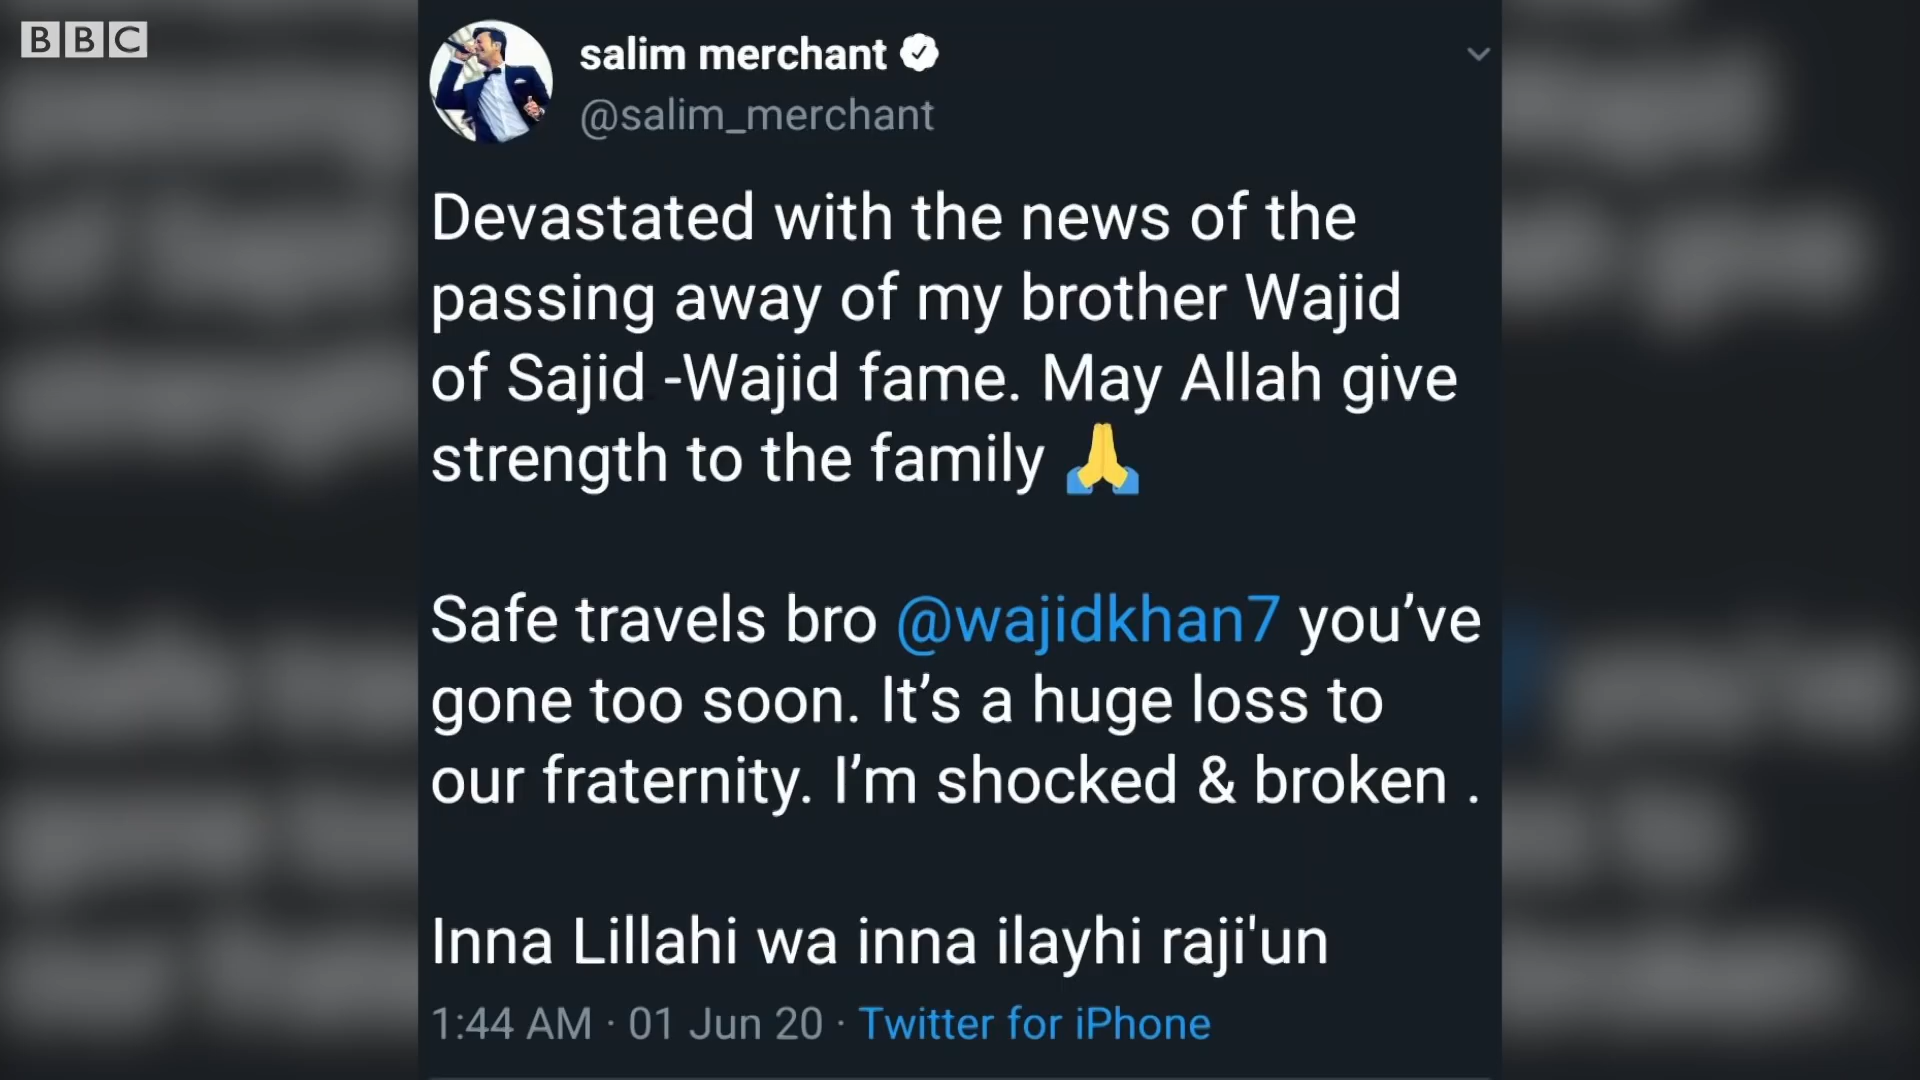 BBC
salim merchant
@salim_merchant
Devastated with the news of the
passing away of my brother Wajid
of Sajid -Wajid fame. May Allah give
strength to the family 🙏
Safe travels bro @wajidkhan7 you’ve
gone too soon. It’s a huge loss to
our fraternity. I’m shocked & broken .
Inna Lillahi wa inna ilayhi raji'un
1:44 AM · 01 Jun 20 · Twitter for iPhone